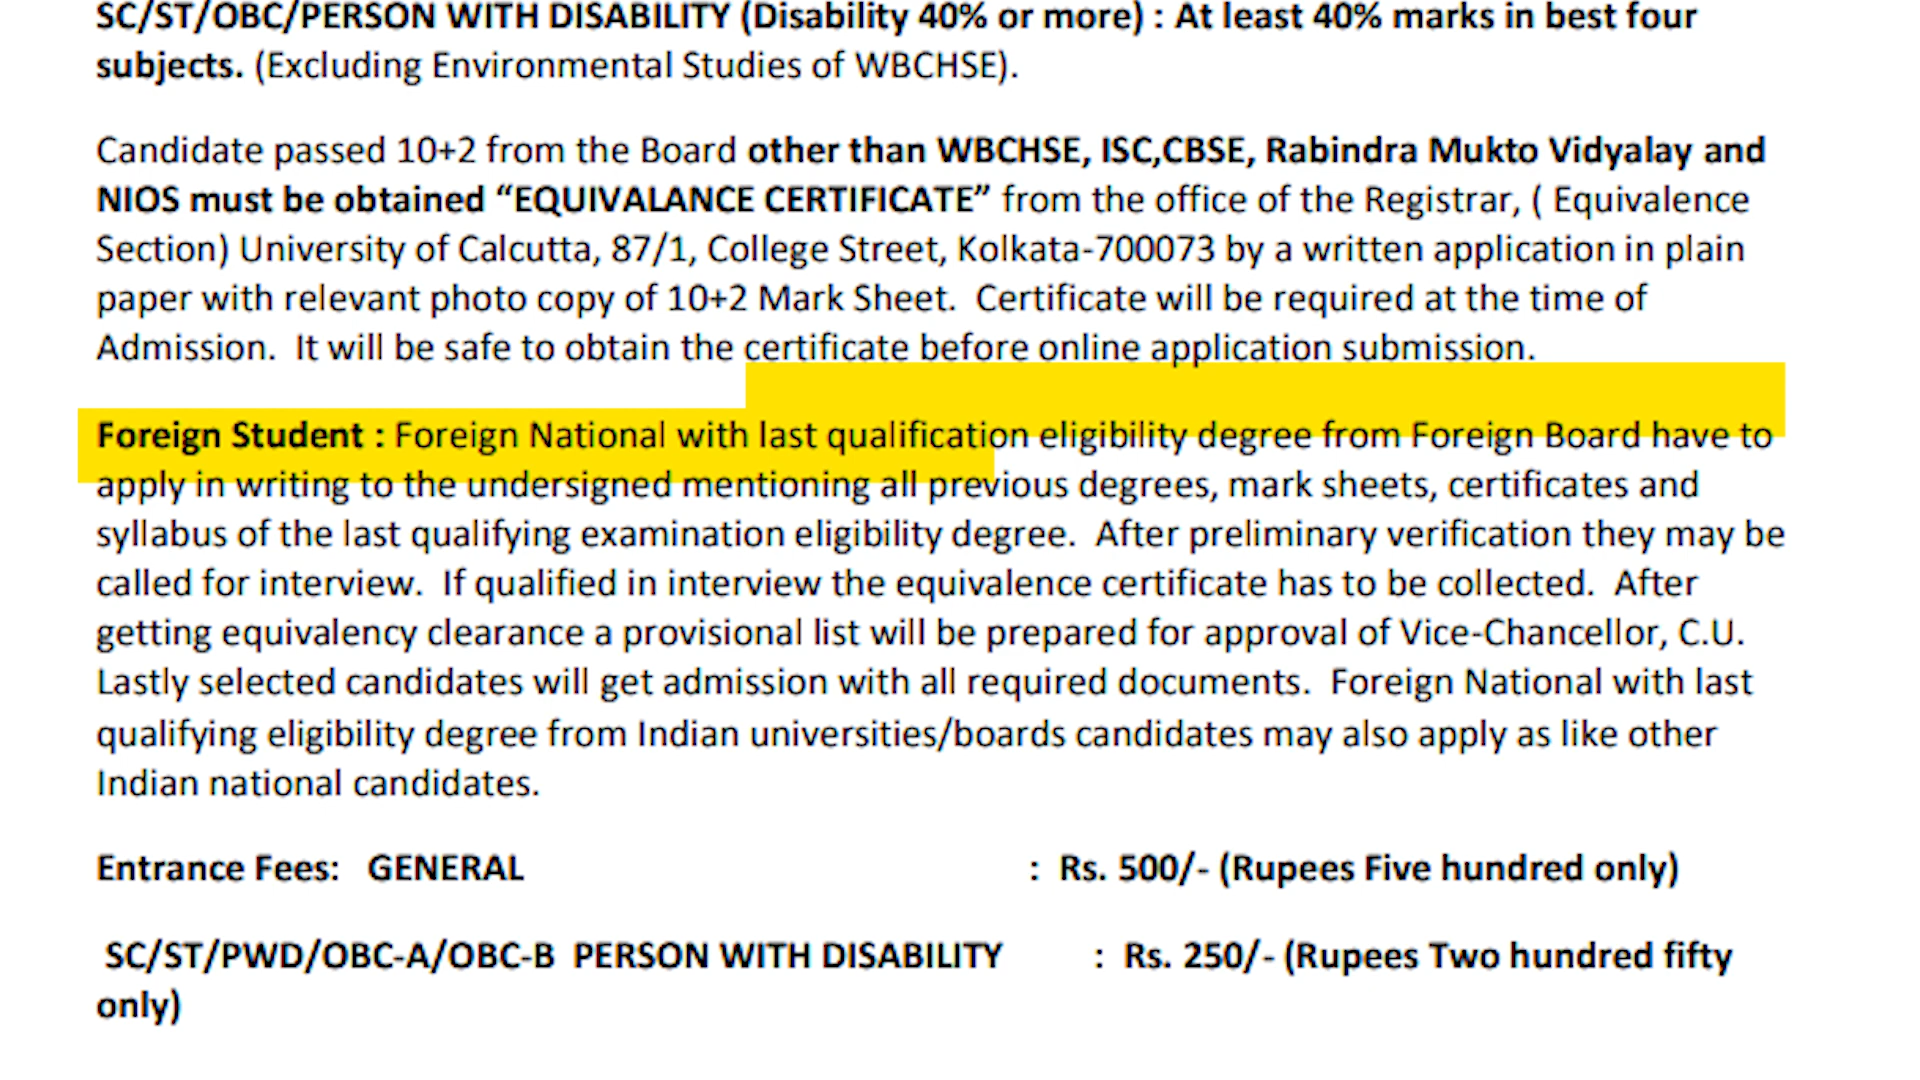 SC/ST/OBC/PERSON WITH DISABILITY (Disability 40% or more) : At least 40% marks in best four
subjects. (Excluding Environmental Studies of WBCHSE).
Candidate passed 10+2 from the Board other than WBCHSE, ISC,CBSE, Rabindra Mukto Vidyalay and
NIOS must be obtained “EQUIVALANCE CERTIFICATE” from the office of the Registrar, ( Equivalence
Section) University of Calcutta, 87/1, College Street, Kolkata-700073 by a written application in plain
paper with relevant photo copy of 10+2 Mark Sheet.  Certificate will be required at the time of
Admission.  It will be safe to obtain the certificate before online application submission.
Foreign Student : Foreign National with last qualification eligibility degree from Foreign Board have to
apply in writing to the undersigned mentioning all previous degrees, mark sheets, certificates and
syllabus of the last qualifying examination eligibility degree.  After preliminary verification they may be
called for interview.  If qualified in interview the equivalence certificate has to be collected.  After
getting equivalency clearance a provisional list will be prepared for approval of Vice-Chancellor, C.U.
Lastly selected candidates will get admission with all required documents.  Foreign National with last
qualifying eligibility degree from Indian universities/boards candidates may also apply as like other
Indian national candidates.
Entrance Fees:   GENERAL : Rs. 500/- (Rupees Five hundred only)
SC/ST/PWD/OBC-A/OBC-B  PERSON WITH DISABILITY : Rs. 250/- (Rupees Two hundred fifty
only)